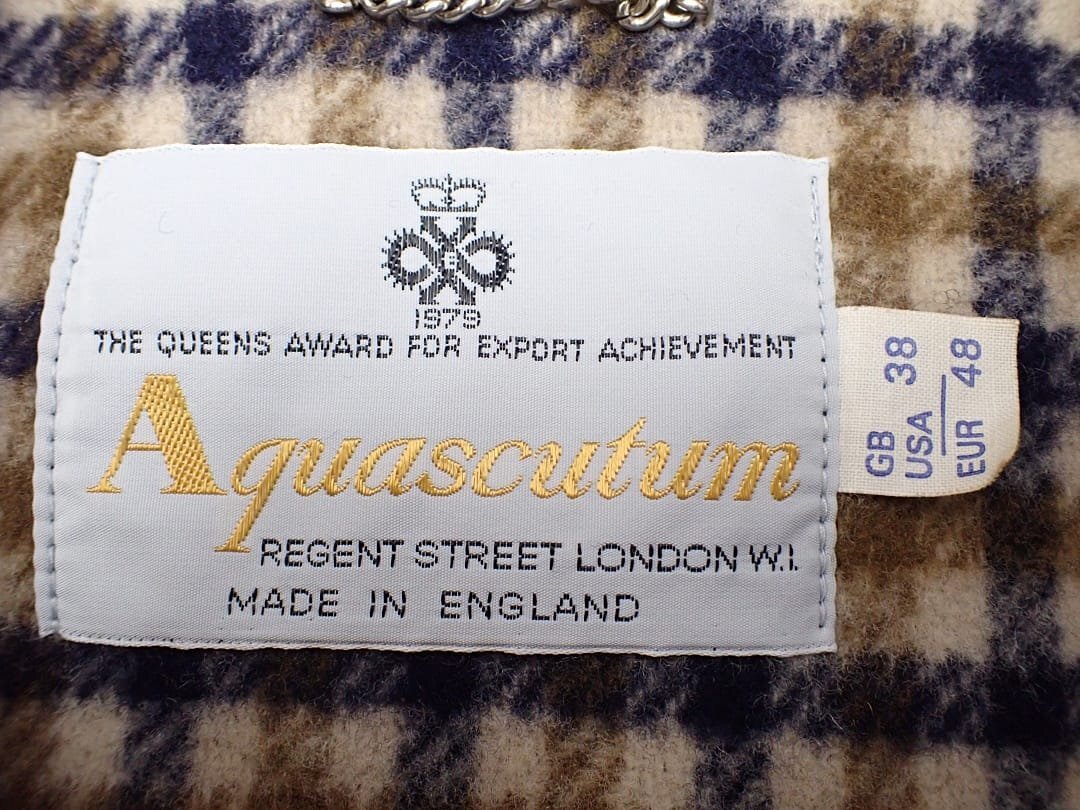 E
1979
THE QUEENS AWARD FOR EXPORT ACHIEVEMENT
Aquascutum
REGENT STREET LONDON W.I.
MADE IN ENGLAND
GB
USA 38
EUR 48